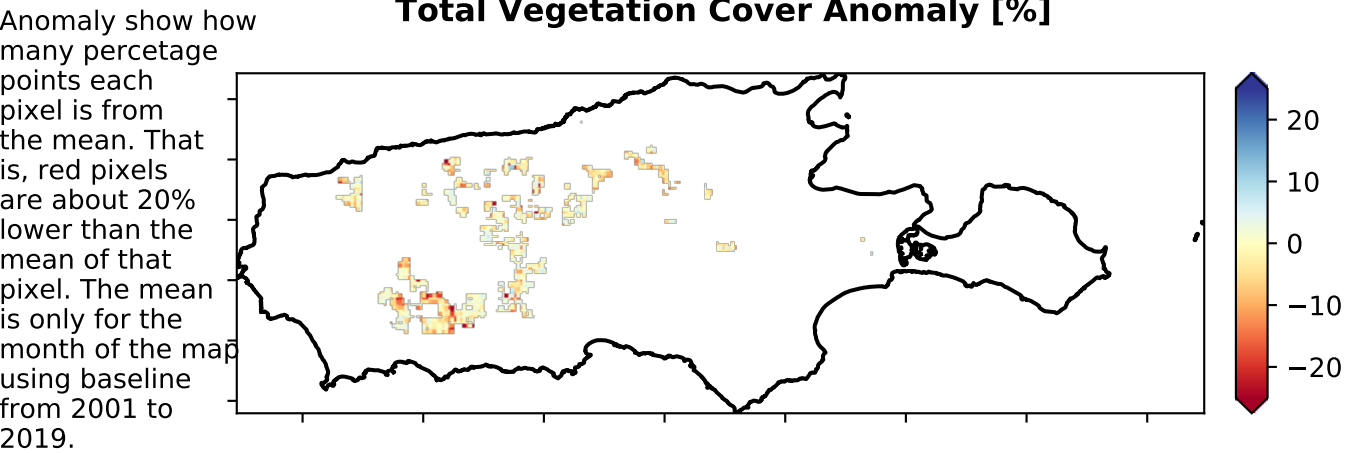 Total Vegetation Cover Anomaly [%]
Anomaly show how
many percetage
points each
pixel is from
the mean. That
is, red pixels
are about 20%
lower than the
mean of that
pixel. The mean
is only for the
month of the map
using baseline
from 2001 to
2019.
20
10
0
−10
−20